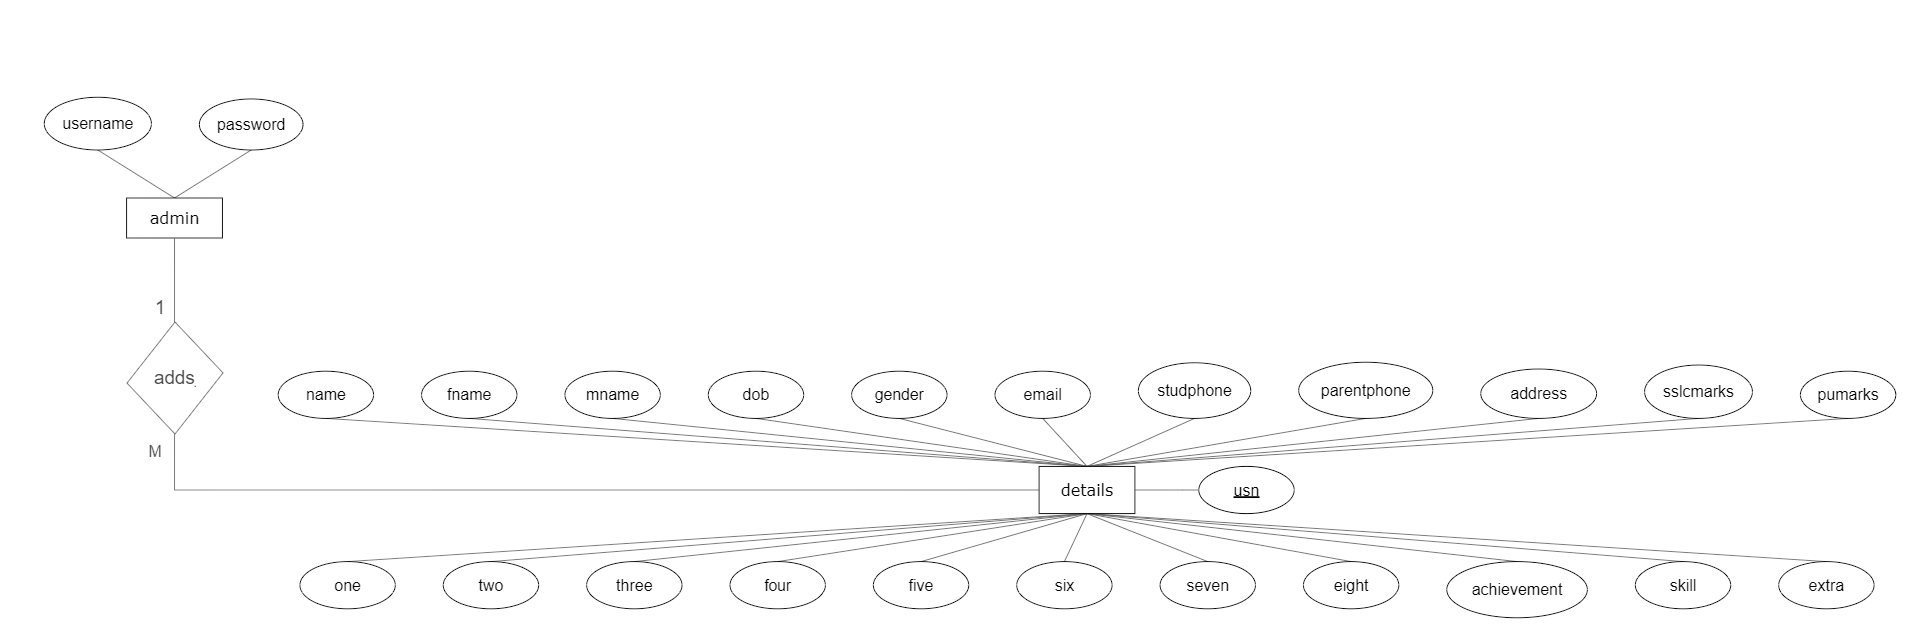 username
password
admin
1
adds
name
fname
mname
dob
gender
email
studphone
parentphone
address
sslcmarks
pumarks
M
details
usn
one
two
three
four
five
six
seven
eight
achievement
skill
extra